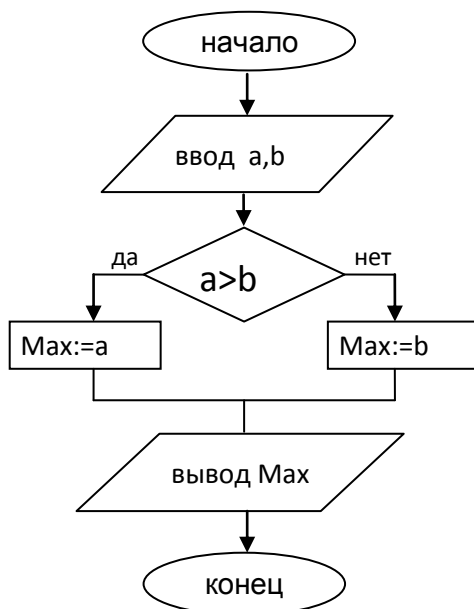 начало
ввод a,b
да
нет
a>b
Max:=a
Max:=b
вывод Max
конец